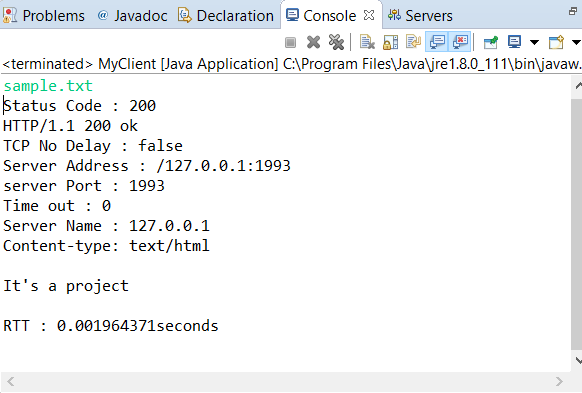 Problems @ Javadoc Declaration Console Servers
<terminated> MyClient [Java Application] C:\Program Files\Java\jre1.8.0_111\bin\javaw.
sample.txt
Status Code : 200
HTTP/1.1 200 ok
TCP No Delay : false
Server Address : /127.0.0.1:1993
server Port : 1993
Time out : 0
Server Name : 127.0.0.1
Content-type: text/html
It's a project
RTT : 0.001964371seconds